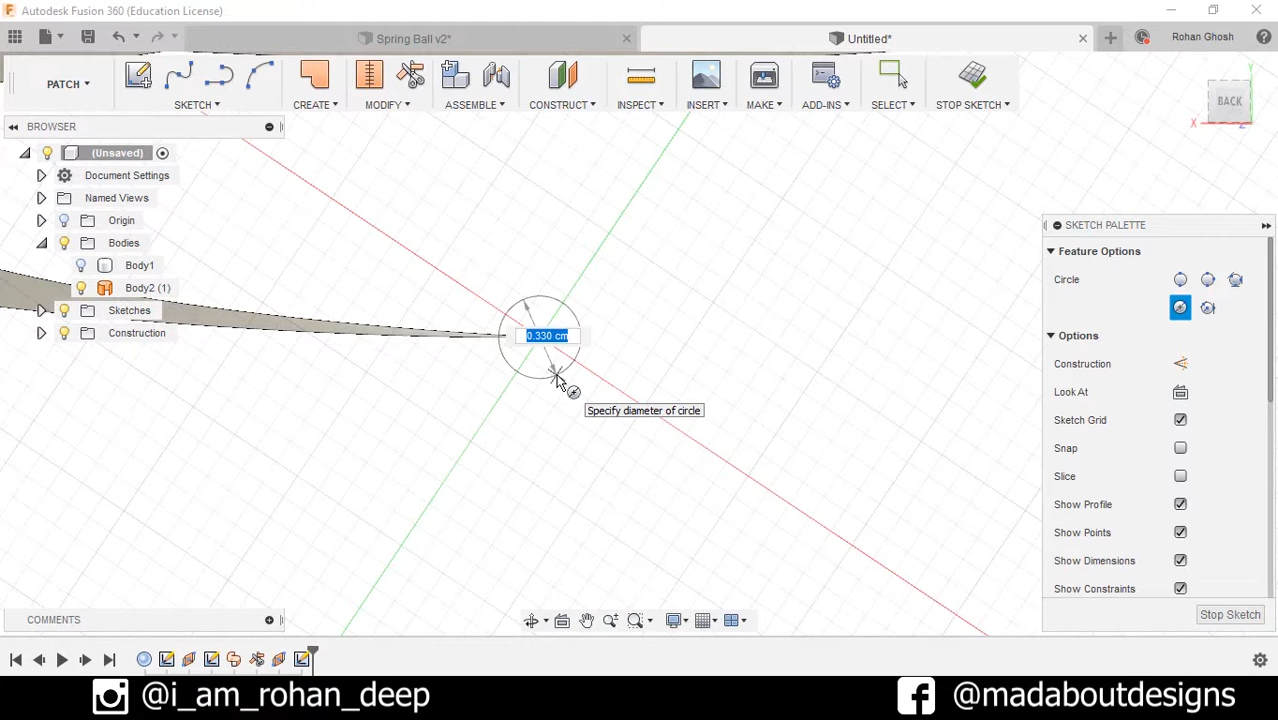 Autodesk Fusion 360 (Education License)
Spring Ball v2*
Untitled*
Rohan Ghosh
PATCH
SKETCH
CREATE
MODIFY
ASSEMBLE
CONSTRUCT
INSPECT
INSERT
MAKE
ADD-INS
SELECT
STOP SKETCH
BACK
Y
X
Z
BROWSER
(Unsaved)
Document Settings
Named Views
Origin
Bodies
Body1
Body2 (1)
Sketches
Construction
0.330 cm
Specify diameter of circle
SKETCH PALETTE
Feature Options
Circle
Options
Construction
Look At
Sketch Grid
Snap
Slice
Show Profile
Show Points
Show Dimensions
Show Constraints
Stop Sketch
COMMENTS
@i_am_rohan_deep
@madaboutdesigns